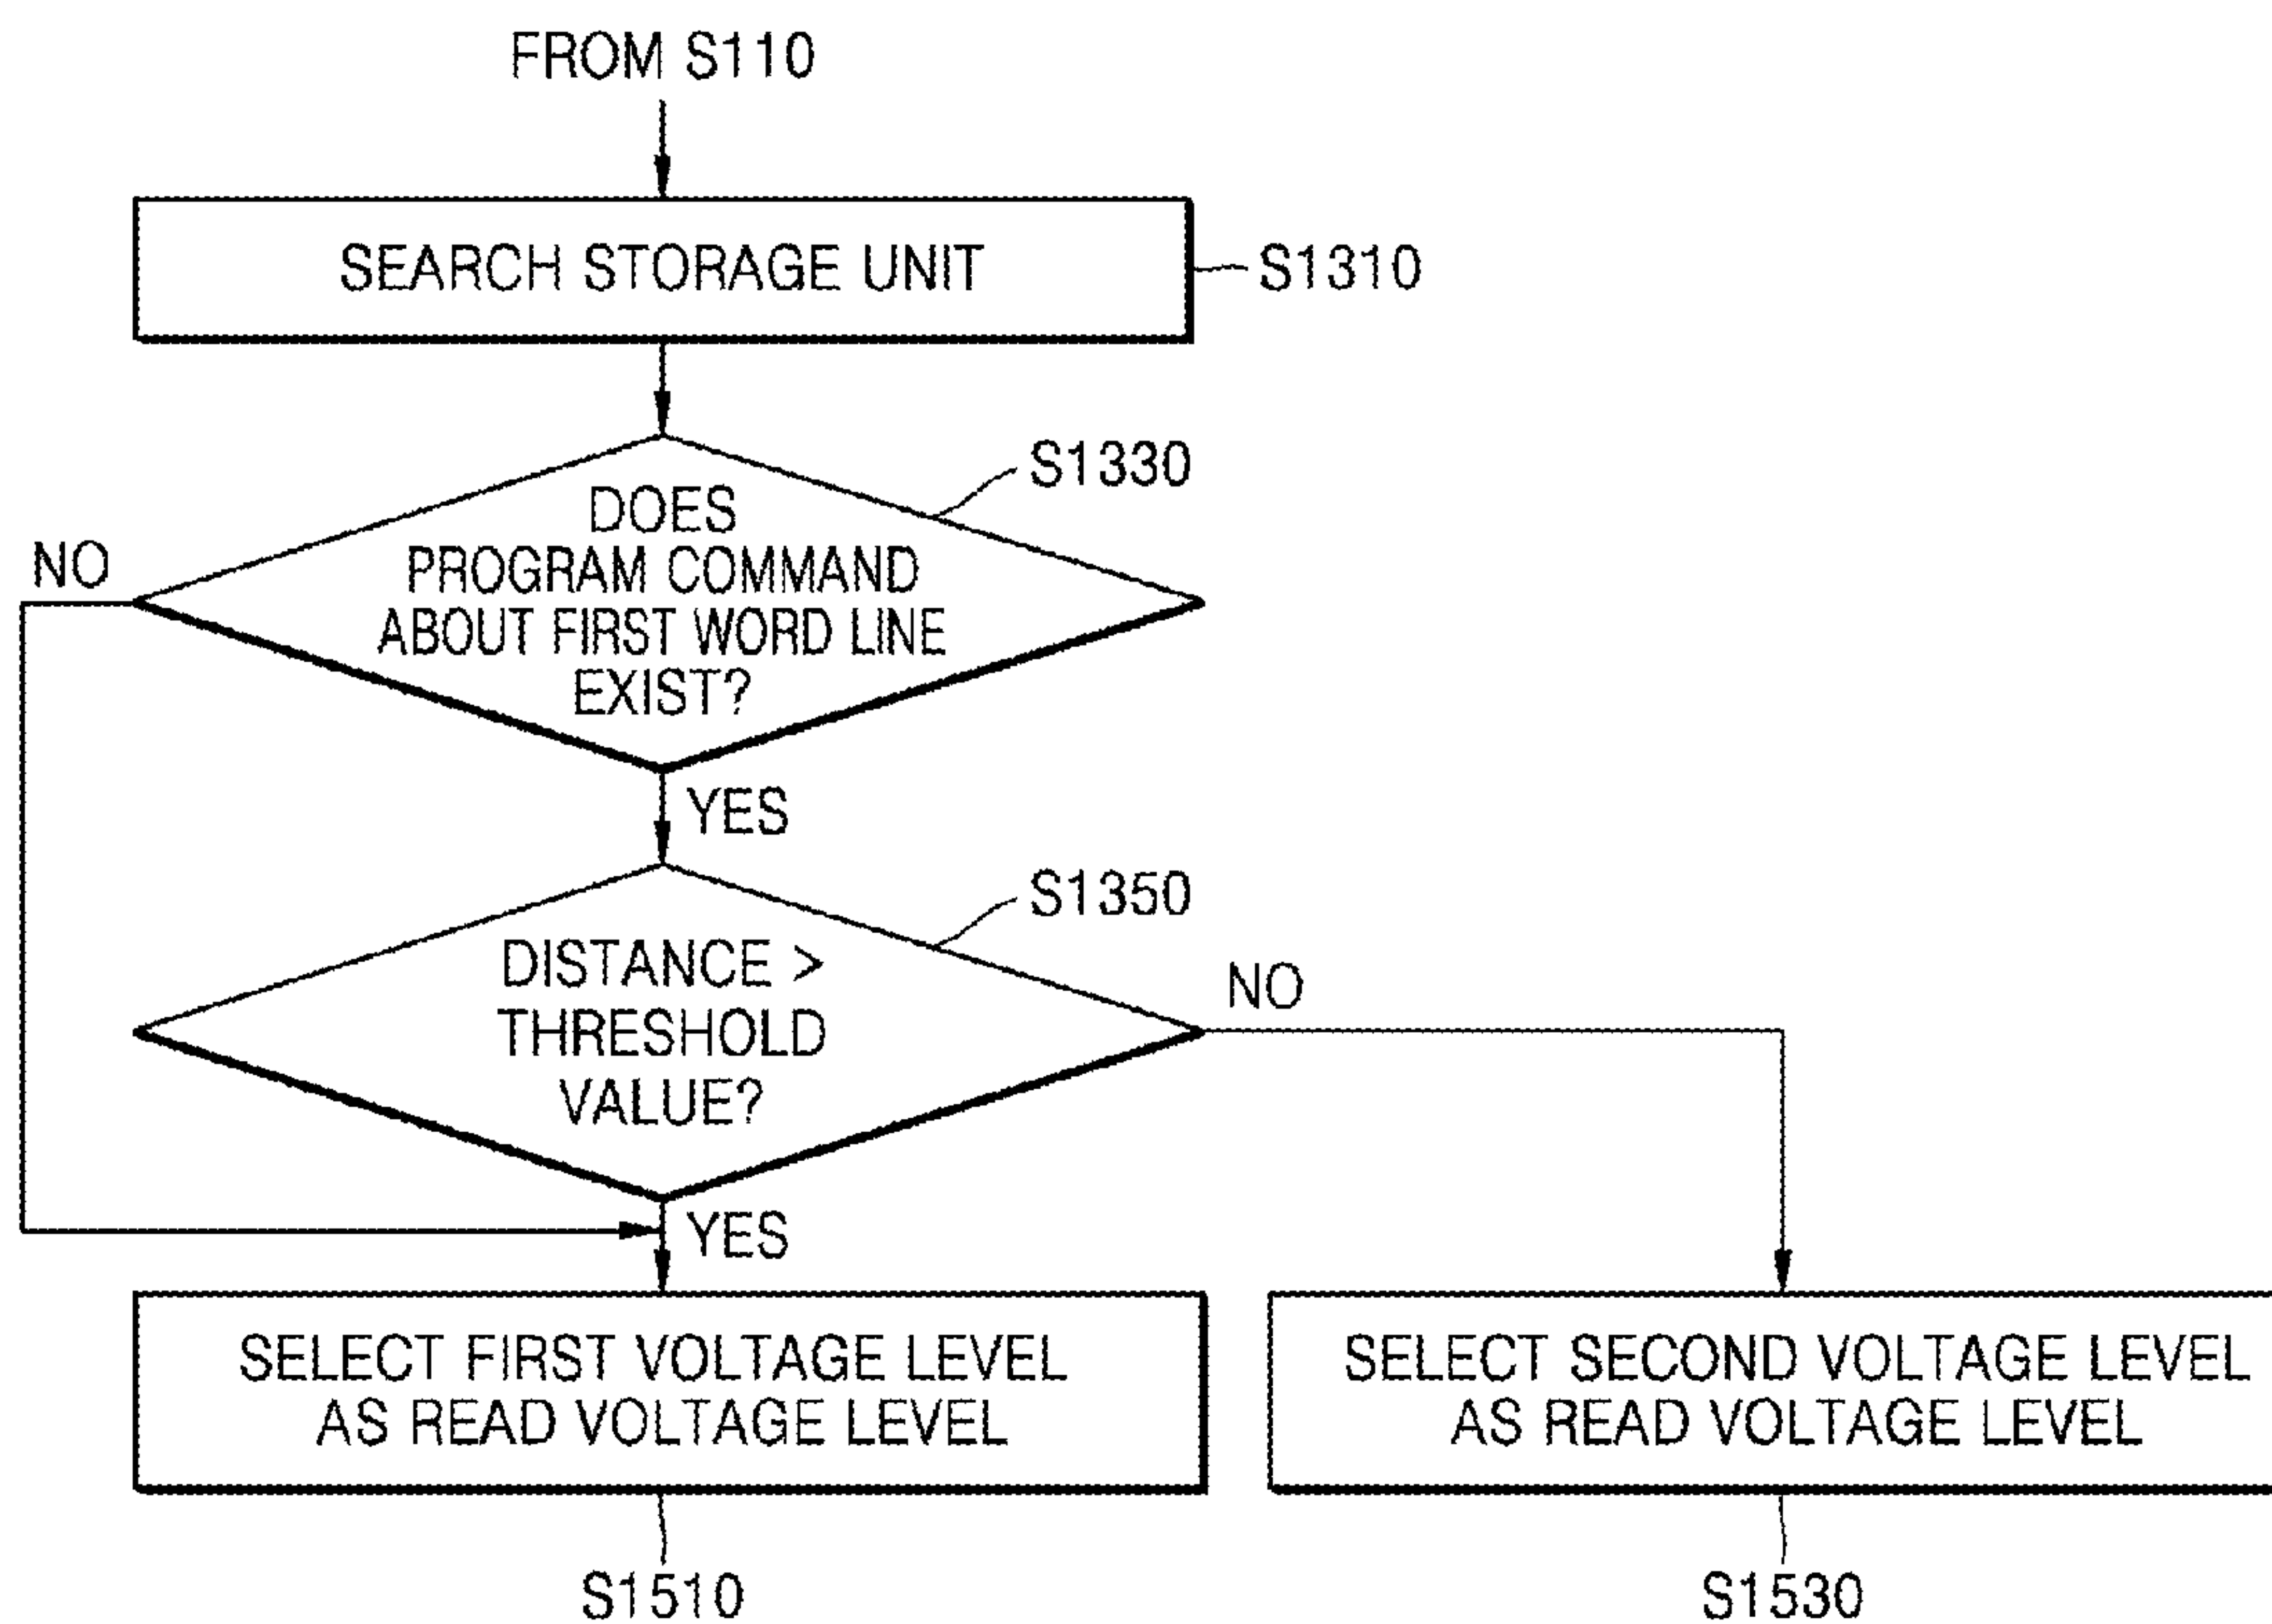 FROM S110
SEARCH STORAGE UNIT
S1310
S1330
DOES
PROGRAM COMMAND
ABOUT FIRST WORD LINE
EXIST?
NO
YES
S1350
DISTANCE >
THRESHOLD
VALUE?
NO
YES
SELECT FIRST VOLTAGE LEVEL
AS READ VOLTAGE LEVEL
SELECT SECOND VOLTAGE LEVEL
AS READ VOLTAGE LEVEL
S1510
S1530